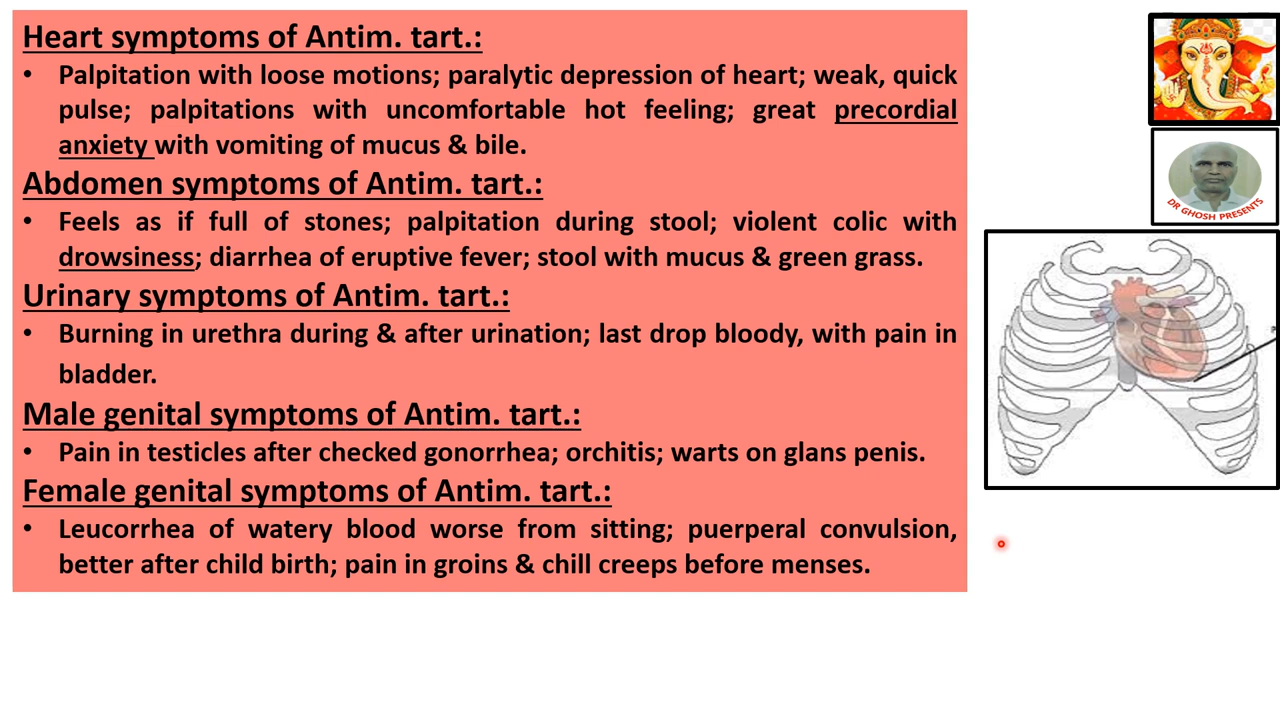 Heart symptoms of Antim. tart.:
• Palpitation with loose motions; paralytic depression of heart; weak, quick
pulse; palpitations with uncomfortable hot feeling; great precordial
anxiety with vomiting of mucus & bile.
Abdomen symptoms of Antim. tart.:
• Feels as if full of stones; palpitation during stool; violent colic with
drowsiness; diarrhea of eruptive fever; stool with mucus & green grass.
Urinary symptoms of Antim. tart.:
• Burning in urethra during & after urination; last drop bloody, with pain in
bladder.
Male genital symptoms of Antim. tart.:
• Pain in testicles after checked gonorrhea; orchitis; warts on glans penis.
Female genital symptoms of Antim. tart.:
• Leucorrhea of watery blood worse from sitting; puerperal convulsion,
better after child birth; pain in groins & chill creeps before menses.
DR GHOSH PRESENTS